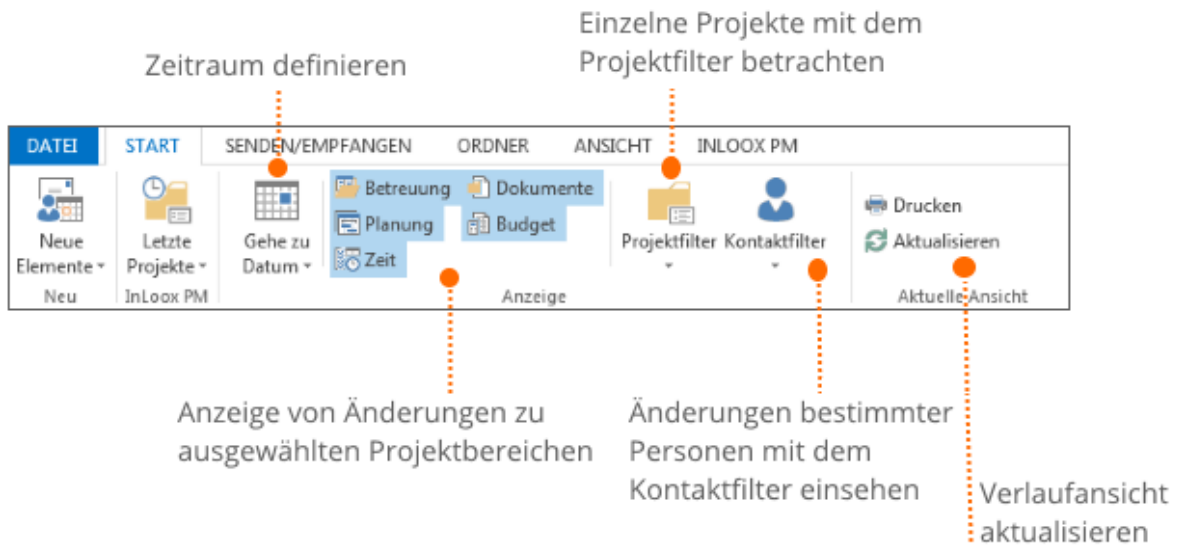 Einzelne Projekte mit dem
Projektfilter betrachten
Zeitraum definieren
DATEI START SENDEN/EMPFANGEN ORDNER ANSICHT INLOOX PM
Betreuung Dokumente
Planung Budget
Zeit
Neue
Elemente
Letzte
Projekte
Gehe zu
Datum
Projektfilter Kontaktfilter
Drucken
Aktualisieren
Neu InLoox PM Anzeige Aktuelle Ansicht
Anzeige von Änderungen zu
ausgewählten Projektbereichen
Änderungen bestimmter
Personen mit dem
Kontaktfilter einsehen
Verlaufansicht
aktualisieren